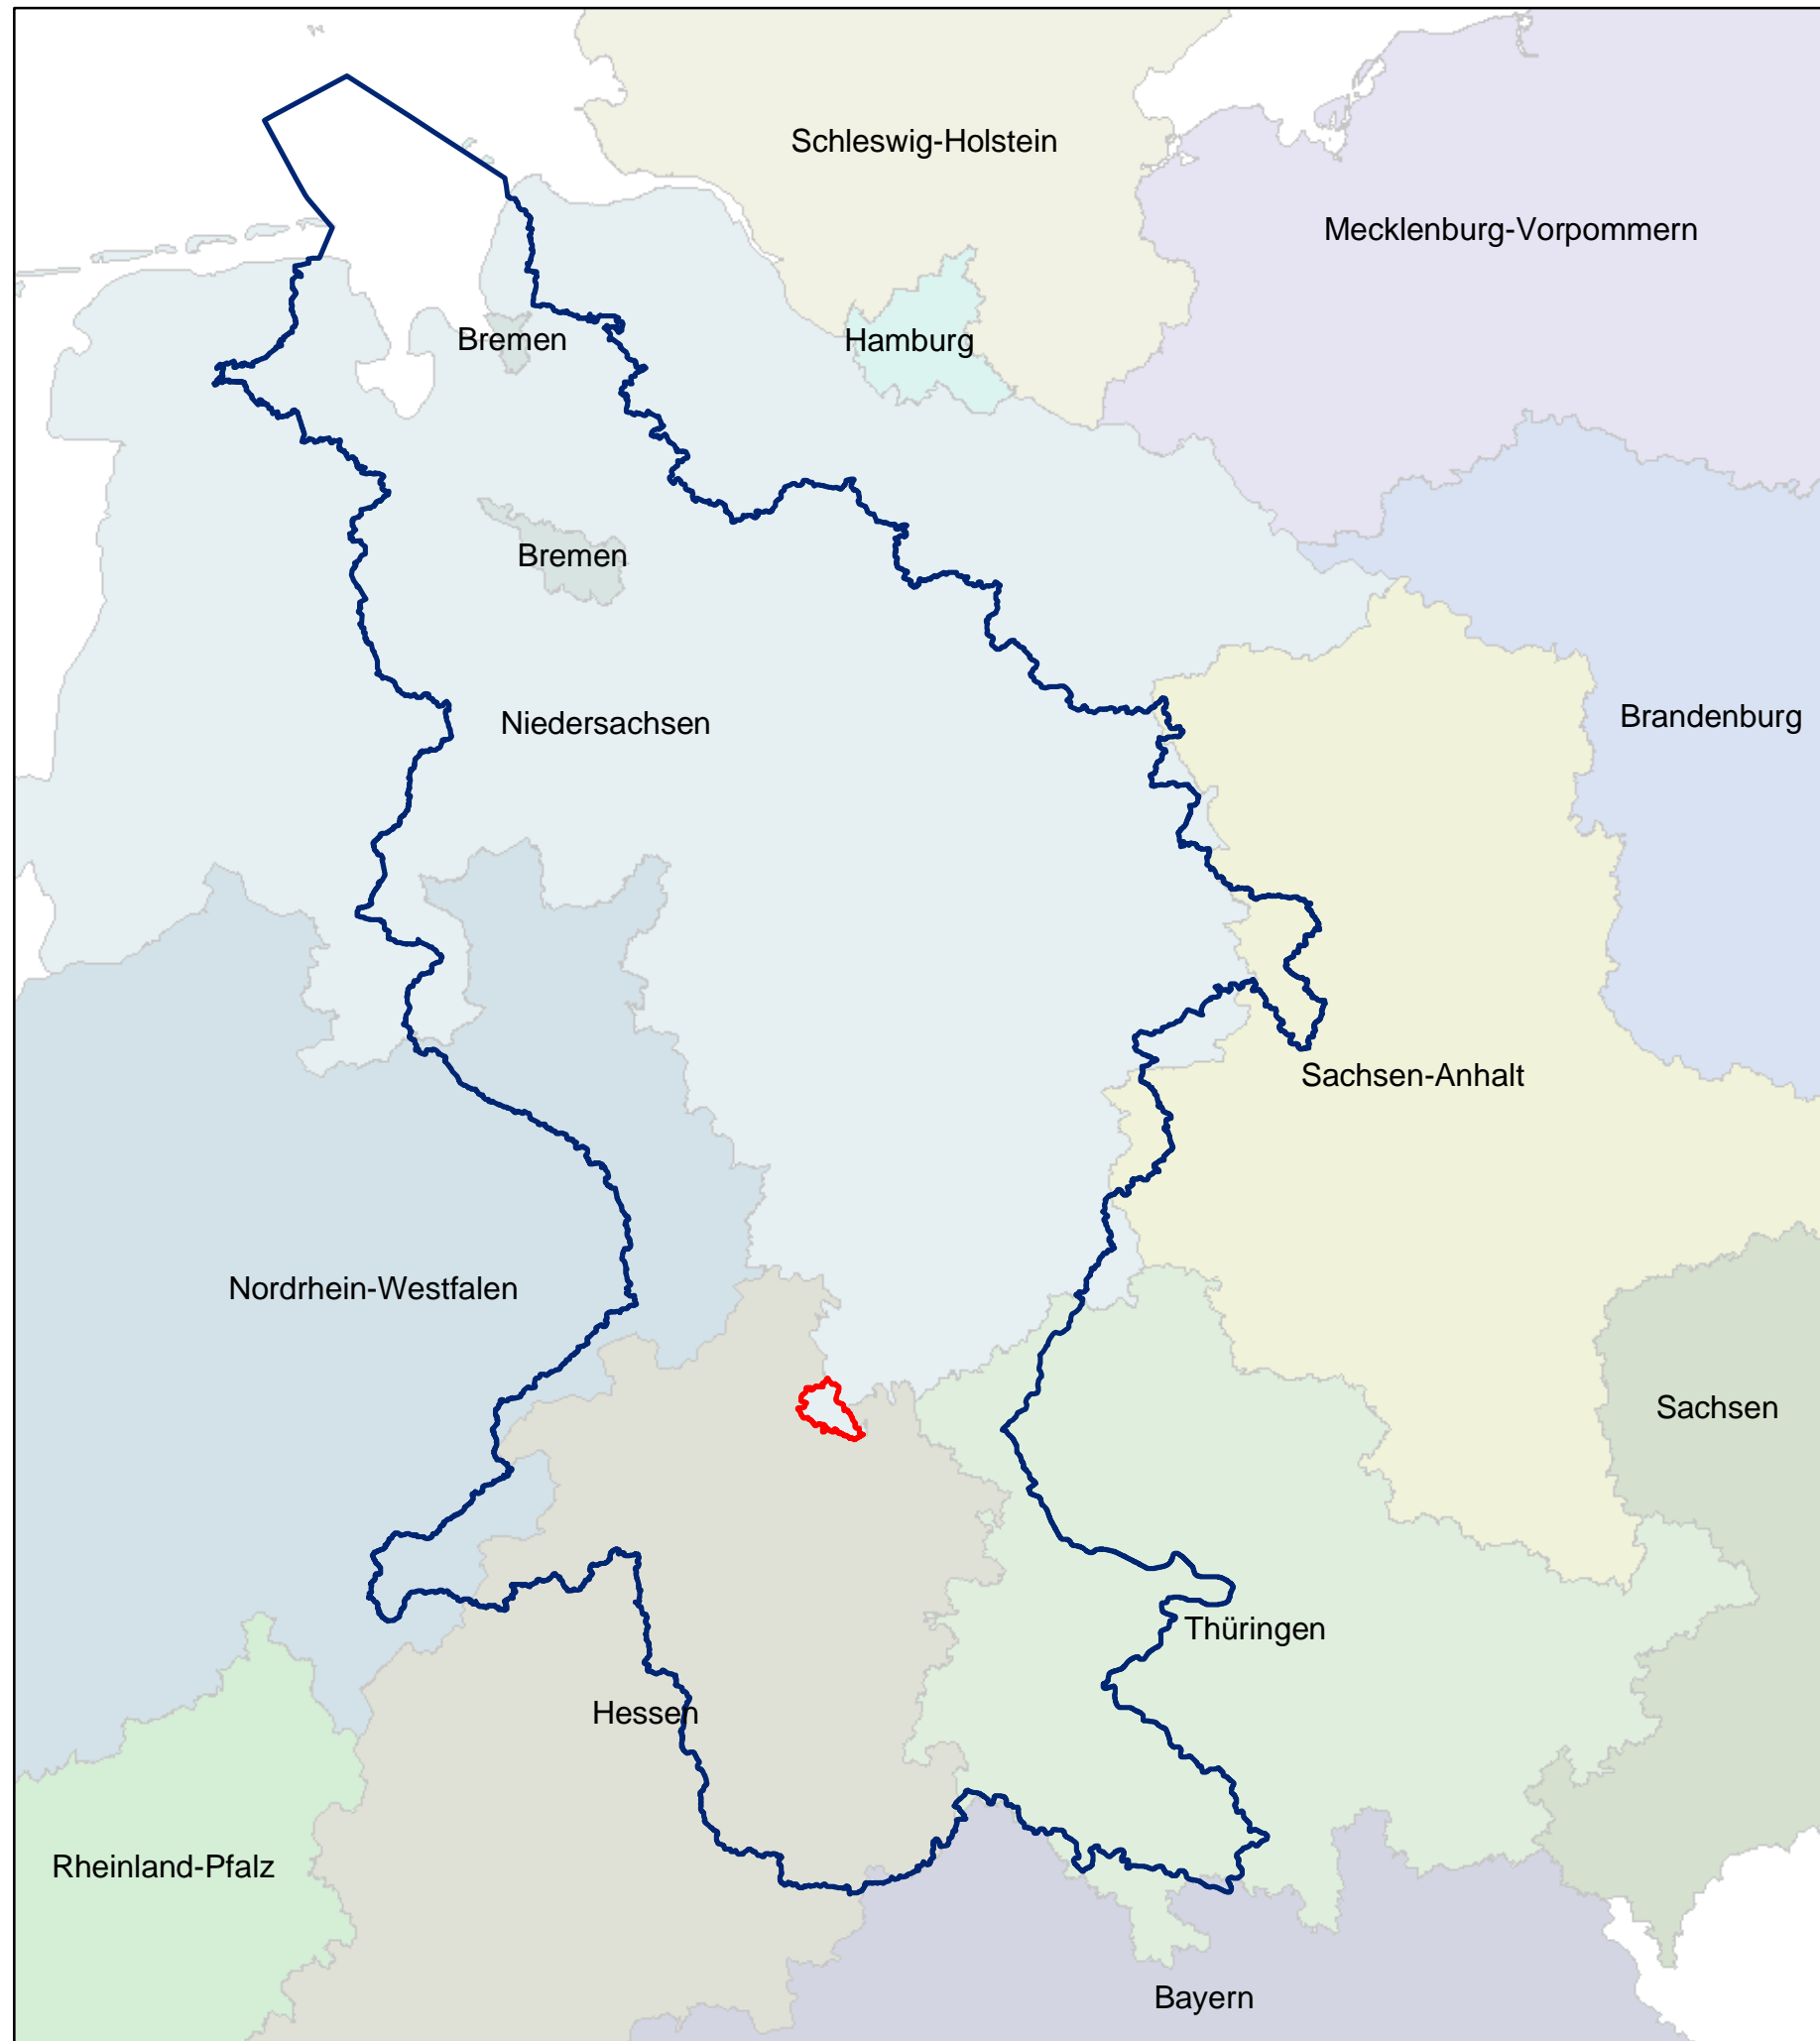 Schleswig-Holstein
Mecklenburg-Vorpommern
Bremen
Hamburg
Bremen
Niedersachsen
Brandenburg
Sachsen-Anhalt
Nordrhein-Westfalen
Sachsen
Thüringen
Hessen
Rheinland-Pfalz
Bayern